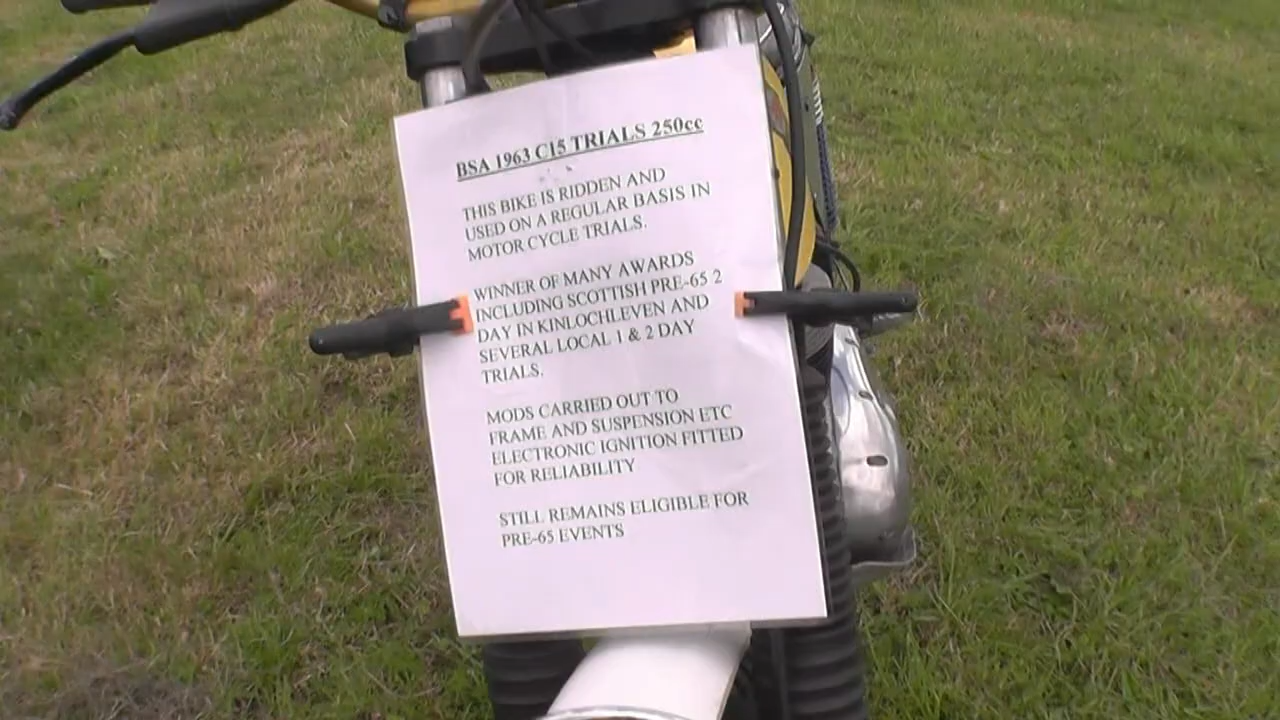 BSA 1963 C15 TRIALS 250cc
THIS BIKE IS RIDDEN AND
USED ON A REGULAR BASIS IN
MOTOR CYCLE TRIALS.
WINNER OF MANY AWARDS
INCLUDING SCOTTISH PRE-65 2
DAY IN KINLOCHLEVEN AND
SEVERAL LOCAL 1 & 2 DAY
TRIALS.
MODS CARRIED OUT TO
FRAME AND SUSPENSION ETC
ELECTRONIC IGNITION FITTED
FOR RELIABILITY
STILL REMAINS ELIGIBLE FOR
PRE-65 EVENTS